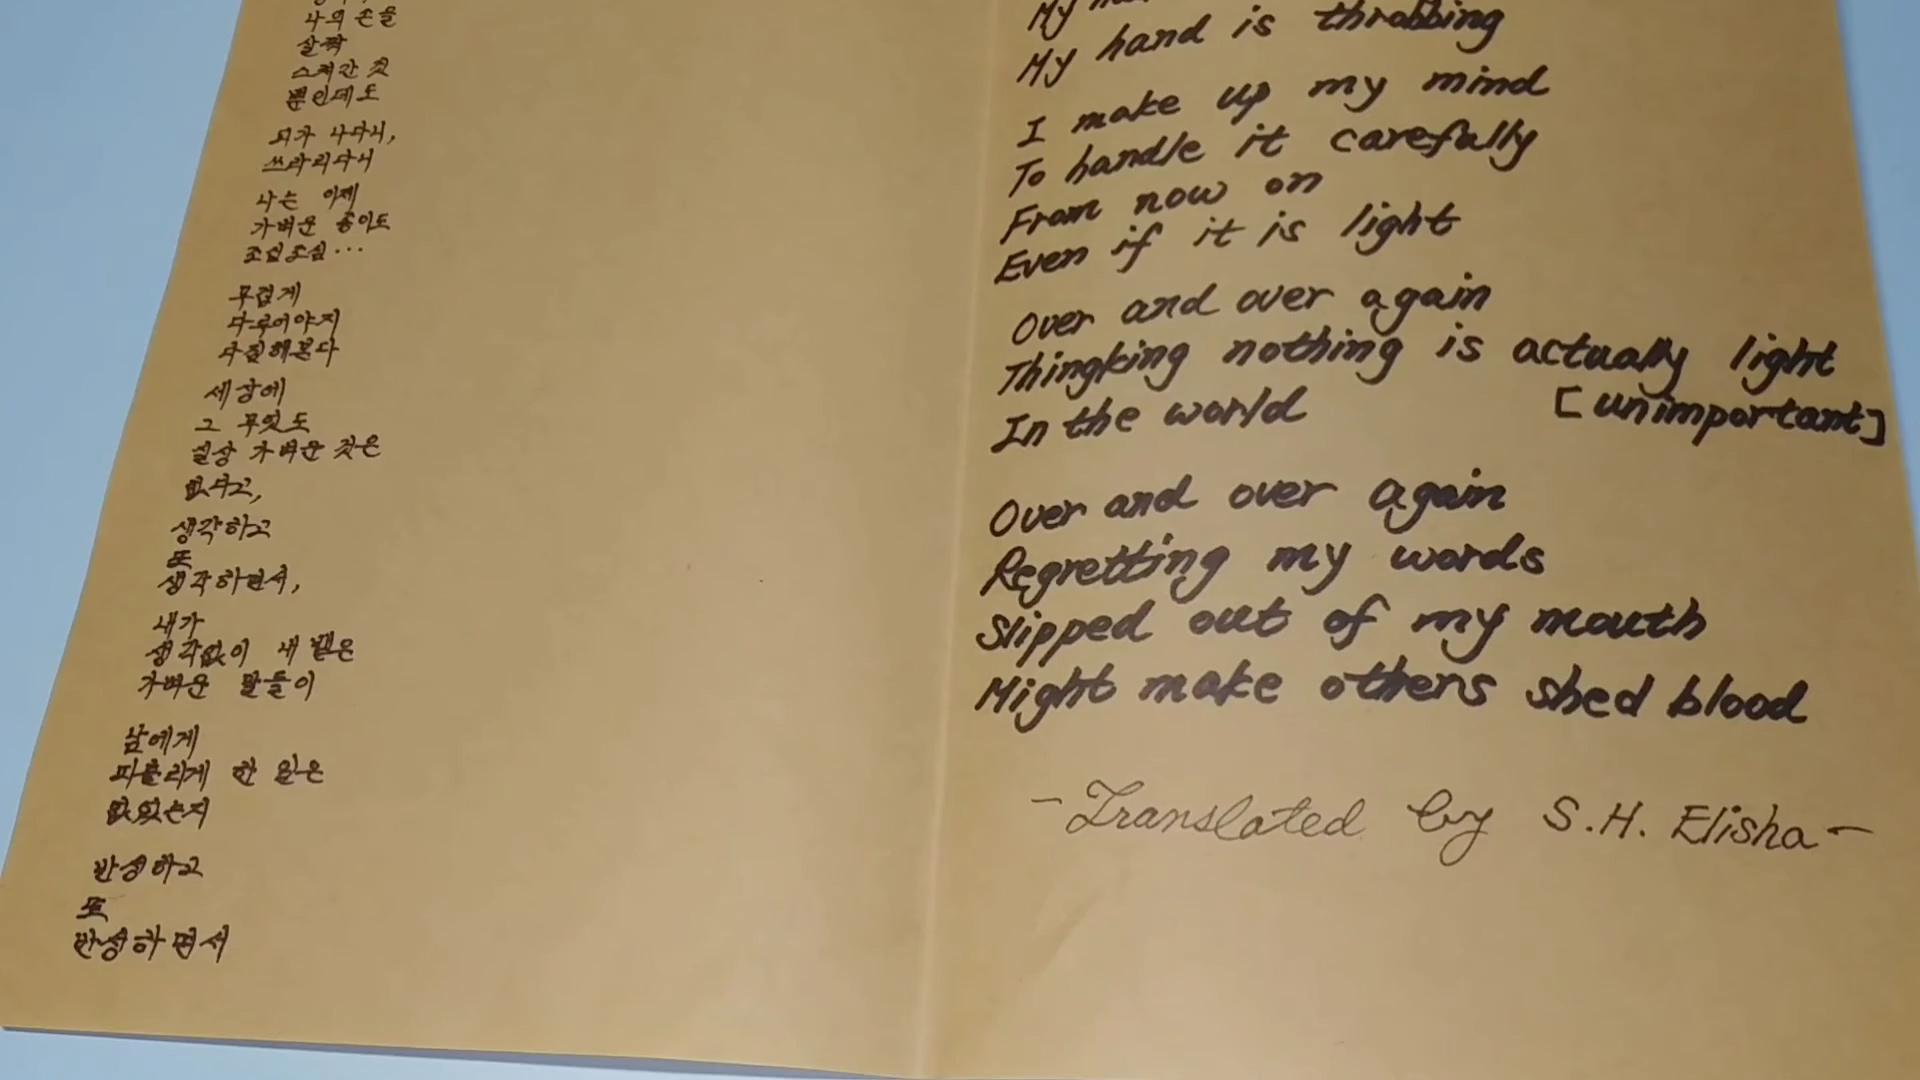 나의 손을
살짝
스쳐간 것
뿐인데도
피가 나다니,
쓰라리다니
나는 이제
가벼운 종이도
조심조심...
무겁게
다루어야지
다짐해본다
세상에
그 무엇도
실상 가벼운 것은
없다고,
생각하고
또
생각하면서,
내가
생각없이 내뱉은
가벼운 말들이
남에게
피흘리게 한 일은
없었는지
반성하고
또
반성하면서
My
My hand is throbbing
I make up my mind
To handle it carefully
From now on
Even if it is light
Over and over again
Thingking nothing is actually light
[unimportant]
In the world
Over and over again
Regretting my words
Slipped out of my mouth
Might make others shed blood
-Translated by S.H. Elisha-